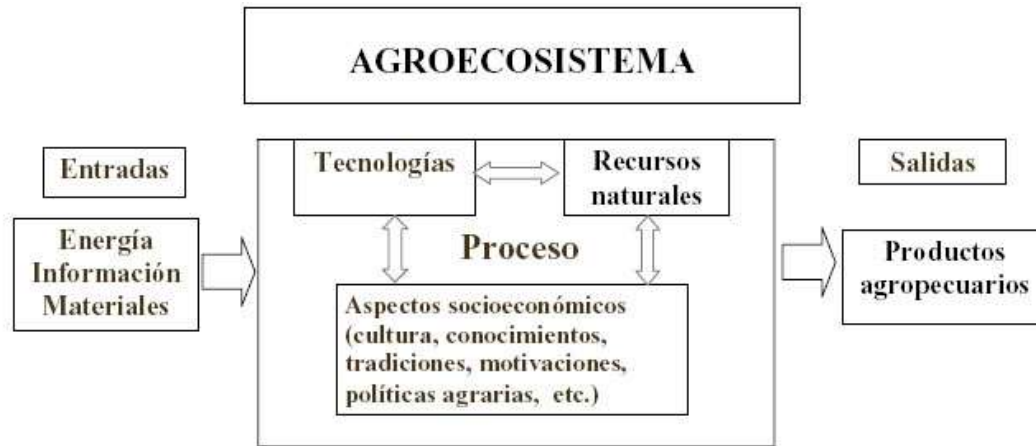 AGROECOSISTEMA
Entradas
Energía
Información
Materiales
Tecnologías
Recursos
naturales
Proceso
Aspectos socioeconómicos
(cultura, conocimientos,
tradiciones, motivaciones,
políticas agrarias, etc.)
Salidas
Productos
agropecuarios